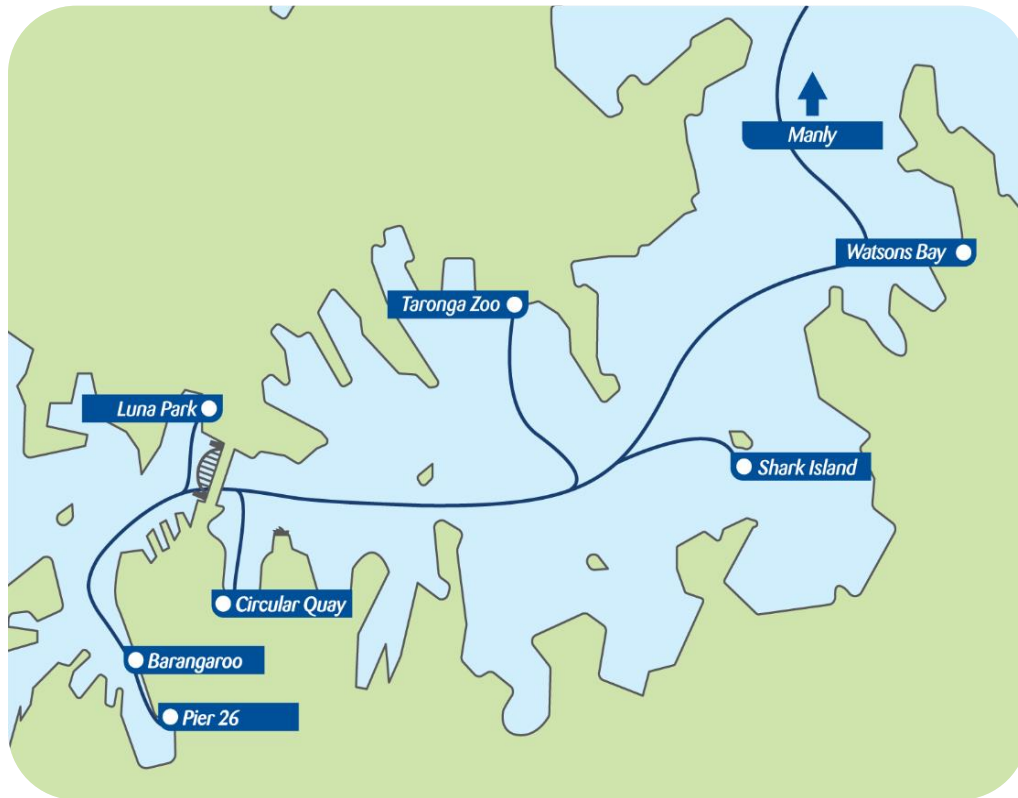 Manly
Watsons Bay
Taronga Zoo
Luna Park
Shark Island
Circular Quay
Barangaroo
Pier 26